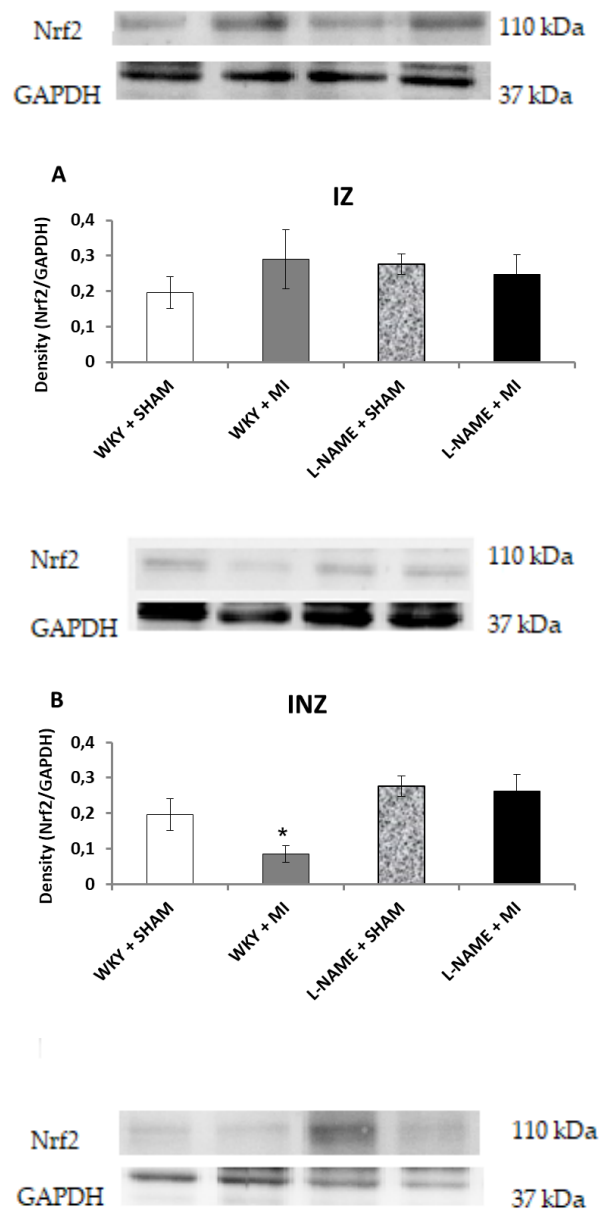 Nrf2 110 kDa
GAPDH 37 kDa
A
IZ
Density (Nrf2/GAPDH)
0,4
0,3
0,2
0,1
0
WKY + SHAM
WKY + MI
L-NAME + SHAM
L-NAME + MI
Nrf2 110 kDa
GAPDH 37 kDa
B
INZ
Density (Nrf2/GAPDH)
0,4
0,3
0,2
0,1
0
*
WKY + SHAM
WKY + MI
L-NAME + SHAM
L-NAME + MI
Nrf2 110 kDa
GAPDH 37 kDa